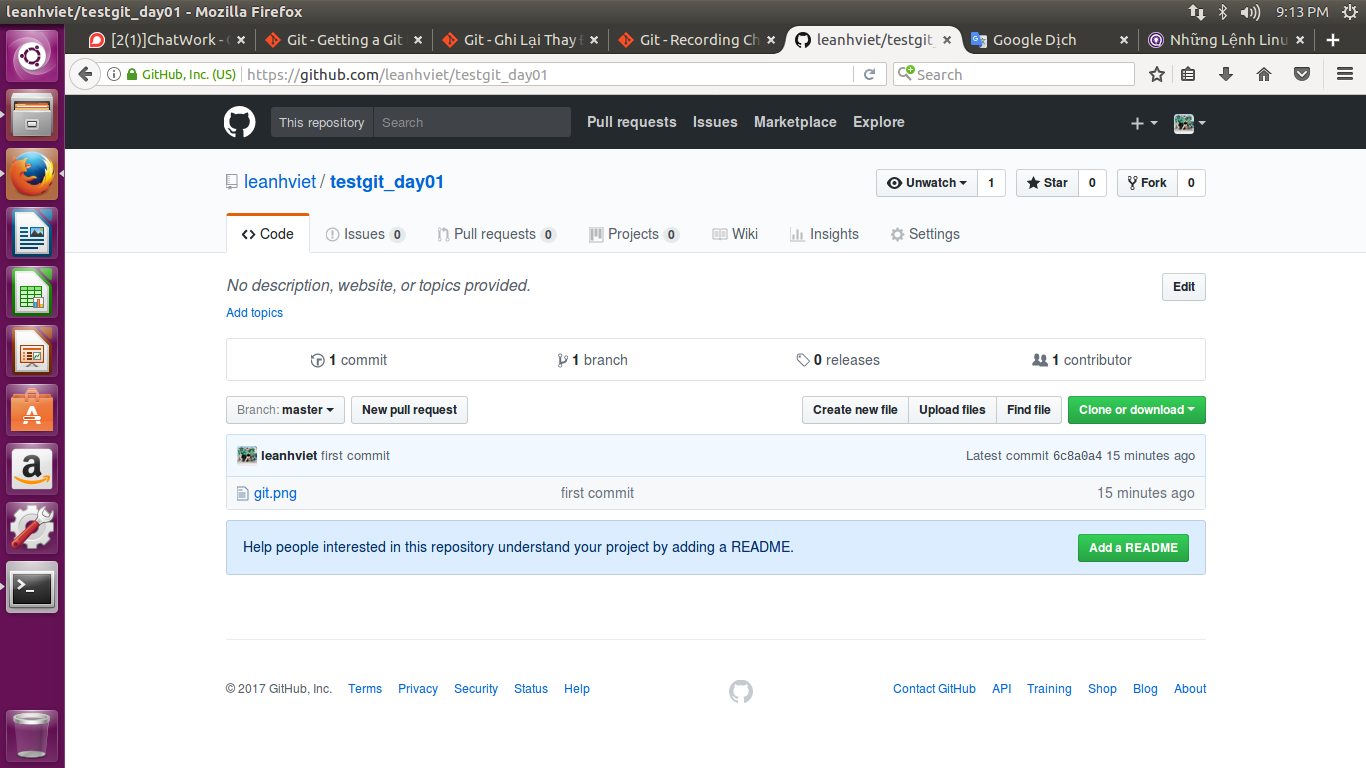 leanhviet/testgit_day01 - Mozilla Firefox
9:13 PM
[2(1)]ChatWork -
Git - Getting a Git
Git - Ghi Lại Thay
Git - Recording Ch
leanhviet/testgit_
Google Dịch
Những Lệnh Linu
GitHub, Inc. (US)
https://github.com/leanhviet/testgit_day01
Search
This repository
Search
Pull requests
Issues
Marketplace
Explore
leanhviet / testgit_day01
Unwatch 1
Star 0
Fork 0
Code
Issues 0
Pull requests 0
Projects 0
Wiki
Insights
Settings
No description, website, or topics provided.
Edit
Add topics
1 commit
1 branch
0 releases
1 contributor
Branch: master
New pull request
Create new file
Upload files
Find file
Clone or download
leanhviet first commit
Latest commit 6c8a0a4 15 minutes ago
git.png
first commit
15 minutes ago
Help people interested in this repository understand your project by adding a README.
Add a README
© 2017 GitHub, Inc.
Terms
Privacy
Security
Status
Help
Contact GitHub
API
Training
Shop
Blog
About